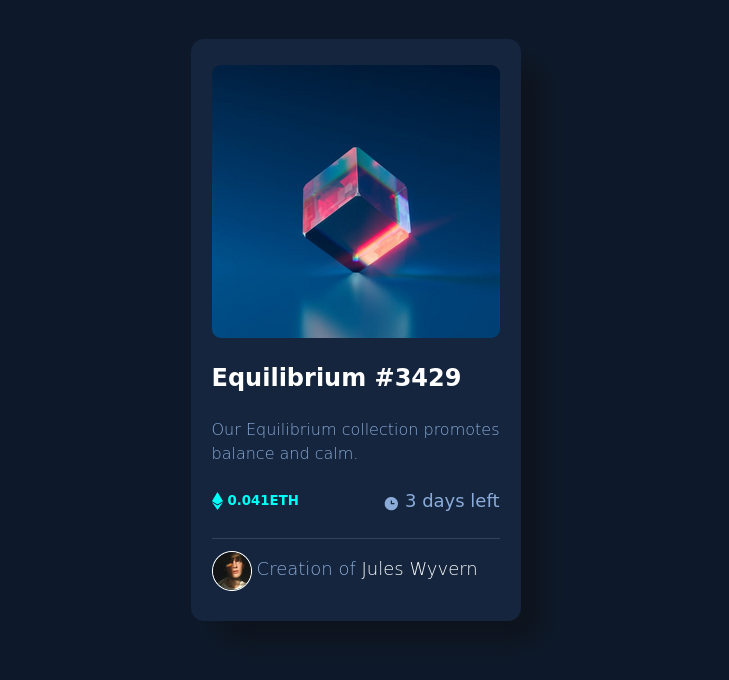 Equilibrium #3429
Our Equilibrium collection promotes
balance and calm.
0.041ETH 3 days left
Creation of Jules Wyvern